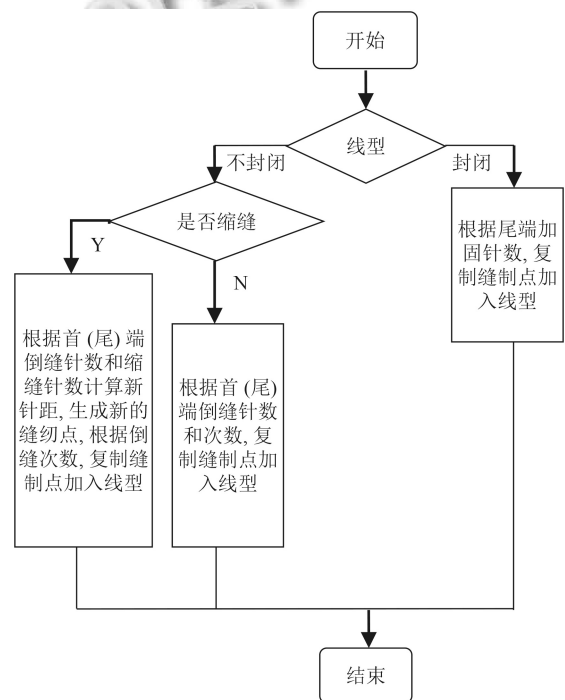 开始
线型
不封闭
封闭
是否缩缝
Y
N
根据尾端加
固针数, 复
制缝制点加
入线型
根据首 (尾) 端
倒缝针数和缩
缝针数计算新
针距, 生成新的
缝纫点, 根据倒
缝次数, 复制缝
制点加入线型
根据首 (尾)
端倒缝针数
和次数, 复
制缝制点加
入线型
结束